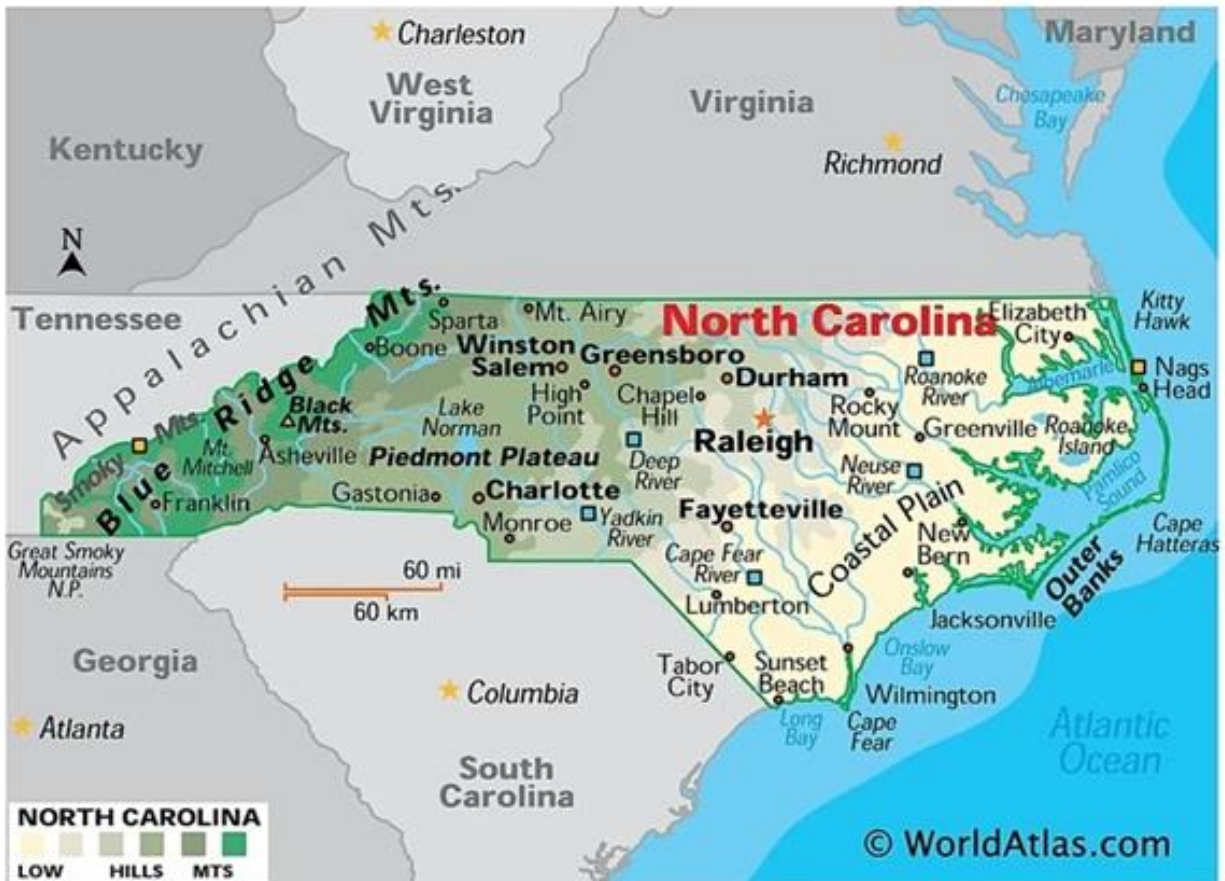 Charleston
West
Virginia
Virginia
Maryland
Chesapeake
Bay
Kentucky
Richmond
N
Appalachian Mts.
Tennessee
Blue Ridge Mts.
Smoky Mts.
Sparta
Mt. Airy
North Carolina
Elizabeth
City
Kitty
Hawk
Boone
Winston
Salem
Greensboro
High
Point
Chapel
Hill
Durham
Roanoke
River
Albemarle
Nags
Head
Black
Mts.
Mt.
Mitchell
Asheville
Lake
Norman
Piedmont Plateau
Deep
River
Raleigh
Rocky
Mount
Greenville
Roanoke
Island
Neuse
River
Pamlico
Sound
Franklin
Gastonia
Charlotte
Monroe
Yadkin
River
Fayetteville
Coastal Plain
New
Bern
Cape
Hatteras
Outer
Banks
Great Smoky
Mountains
N.P.
60 mi
60 km
Cape Fear
River
Lumberton
Jacksonville
Onslow
Bay
Georgia
Atlanta
Columbia
South
Carolina
Tabor
City
Sunset
Beach
Wilmington
Long
Bay
Cape
Fear
Atlantic
Ocean
NORTH CAROLINA
LOW HILLS MTS
© WorldAtlas.com